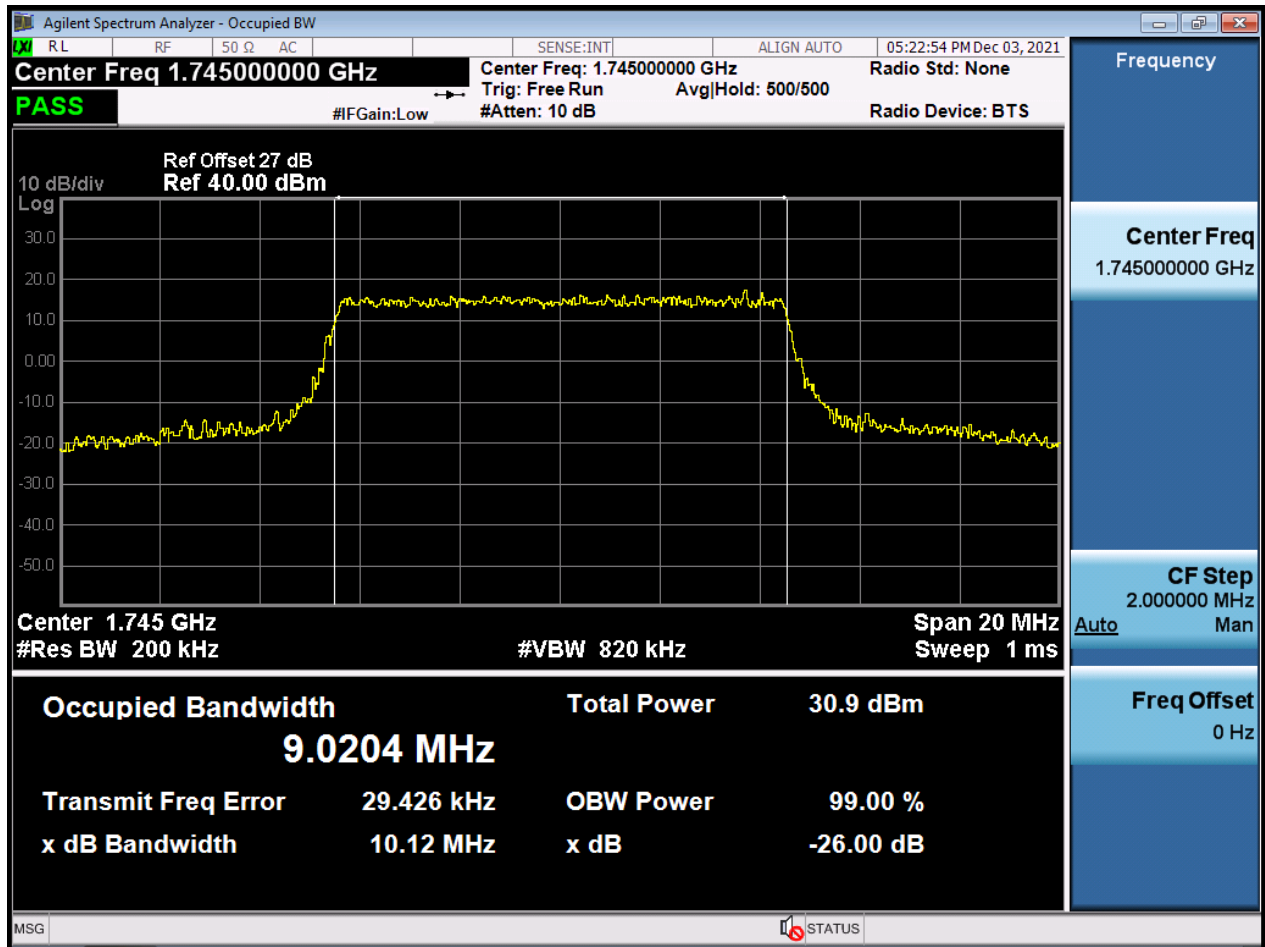 Agilent Spectrum Analyzer - Occupied BW
LXI RL RF 50 Ω AC SENSE:INT ALIGN AUTO 05:22:54 PM Dec 03, 2021
Center Freq 1.745000000 GHz
Center Freq: 1.745000000 GHz Radio Std: None
Trig: Free Run Avg|Hold: 500/500
PASS
#IFGain:Low #Atten: 10 dB Radio Device: BTS
Ref Offset 27 dB
10 dB/div Ref 40.00 dBm
Log
30.0
20.0
10.0
0.00
-10.0
-20.0
-30.0
-40.0
-50.0
Center 1.745 GHz Span 20 MHz
#Res BW 200 kHz #VBW 820 kHz Sweep 1 ms
Occupied Bandwidth Total Power 30.9 dBm
9.0204 MHz
Transmit Freq Error 29.426 kHz OBW Power 99.00 %
x dB Bandwidth 10.12 MHz x dB -26.00 dB
MSG STATUS
Frequency
Center Freq
1.745000000 GHz
CF Step
2.000000 MHz
Auto Man
Freq Offset
0 Hz